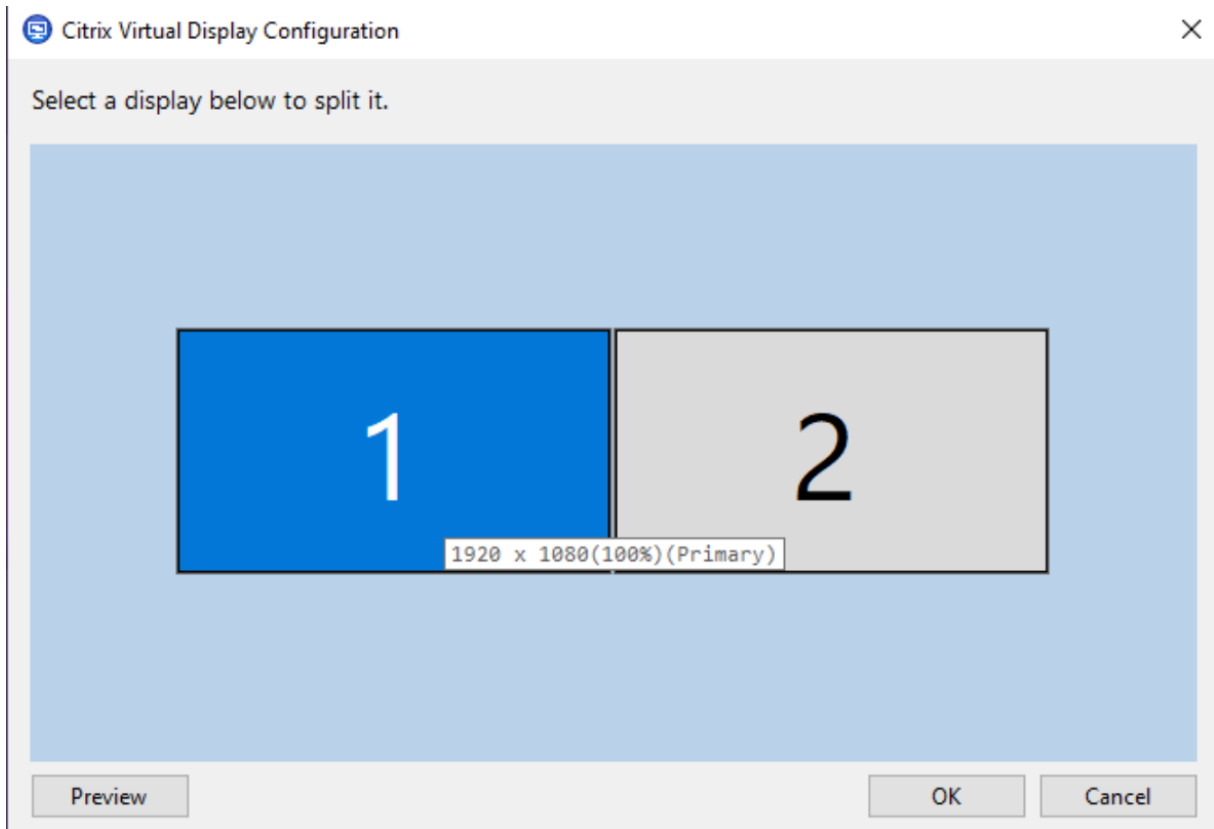 Citrix Virtual Display Configuration
Select a display below to split it.
1 2
1920 x 1080(100%)(Primary)
Preview OK Cancel